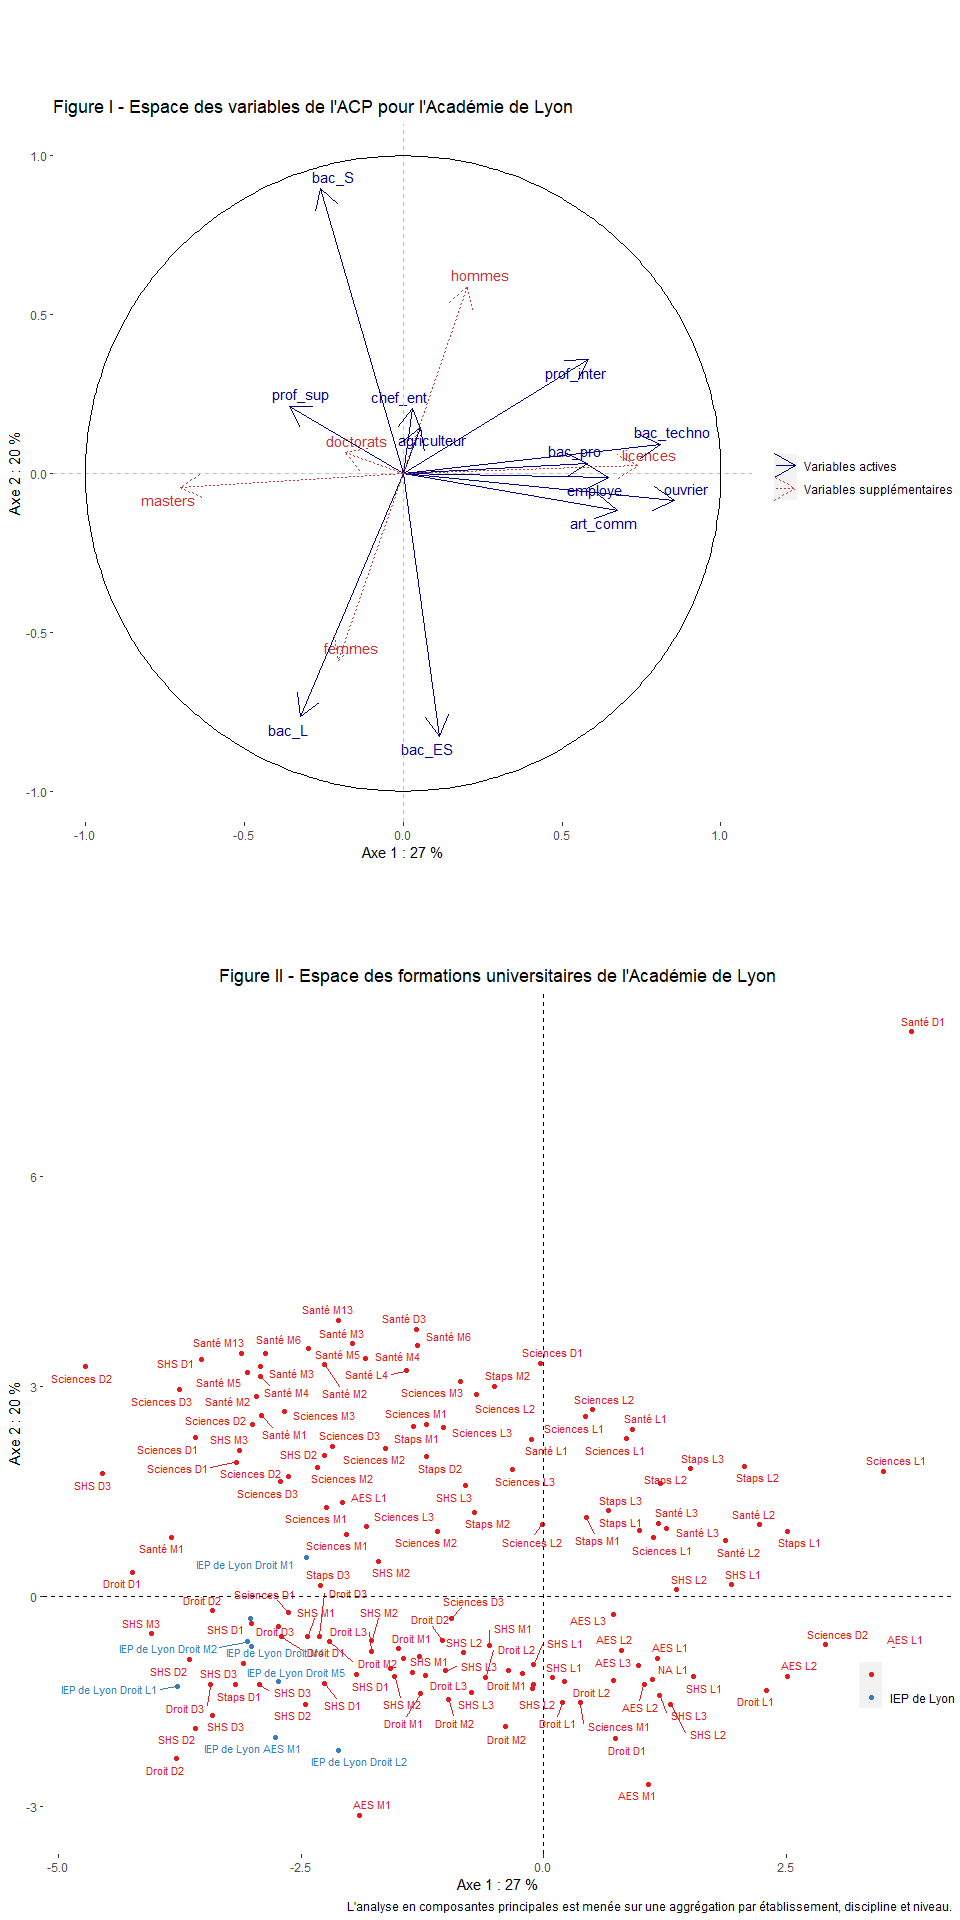 Figure I - Espace des variables de l'ACP pour l'Académie de Lyon
1.0
bac_S
hommes
0.5
prof_inter
prof_sup
chef_ent
doctorats
agriculteur
bac_techno
bac_pro
licences
Variables actives
0.0
Axe 2 : 20 %
masters
employe
ouvrier
Variables supplémentaires
art_comm
-0.5
femmes
bac_L
bac_ES
-1.0
-1.0 -0.5 0.0 0.5 1.0
Axe 1 : 27 %
Figure II - Espace des formations universitaires de l'Académie de Lyon
Santé D1
6
Santé M13
Santé D3
Santé M13 Santé M6 Santé M3 Santé M6
SHS D1 Santé M5 Santé M4 Sciences D1
Sciences D2 Santé M5 Santé M3 Santé L4 Staps M2
3
Sciences D3 Santé M2 Santé M4 Santé M2 Sciences M3 Sciences L2 Sciences L2
Sciences D2 Santé M1 Sciences M3 Sciences L3 Sciences L1 Santé L1
Sciences D1 SHS M3 SHS D2 Sciences D3 Staps M1 Santé L1 Sciences L1
Axe 2 : 20 %
Sciences D1 Sciences D2 Sciences M2 Sciences M2 Staps D2 Sciences L3 Staps L3 Staps L2 Staps L2 Sciences L1
SHS D3 Sciences D3 AES L1 SHS L3 Staps L3
Sciences M1 Sciences L3 Staps M2 Staps L1 Santé L3 Santé L2
Santé M1 Sciences M1 Sciences M2 Sciences L2 Staps M1 Sciences L1 Santé L3 Santé L2 Staps L1
IEP de Lyon Droit M1 SHS M2
Droit D1 Staps D3 SHS L2 SHS L1
0
Droit D2 Sciences D1 Droit D3 Sciences D3
SHS M3 SHS D1 Droit D3 SHS M1 Droit L3 SHS M2 Droit D2 SHS M1 AES L3
IEP de Lyon Droit M2 Droit D1 Droit M1 SHS L2 Droit L2 SHS L1 AES L2 AES L1 Sciences D2 AES L1
SHS D2 SHS D3 IEP de Lyon Droit M5 Droit M2 SHS M1 SHS L3 SHS L1 AES L3 NA L1 AES L2
IEP de Lyon Droit L1 Staps D1 SHS D3 SHS D1 Droit L3 Droit L2 SHS L1
Droit D3 SHS D2 SHS D1 SHS M2 SHS L3 SHS L2 AES L2 Droit L1 IEP de Lyon
SHS D2 SHS D3 Droit M1 Droit M2 Droit L1 Sciences M1 SHS L3 SHS L2
IEP de Lyon AES M1 Droit M2 Droit D1
Droit D2 IEP de Lyon Droit L2
AES M1 AES M1
-3
-5.0 -2.5 0.0 2.5
Axe 1 : 27 %
L'analyse en composantes principales est menée sur une aggrégation par établissement, discipline et niveau.